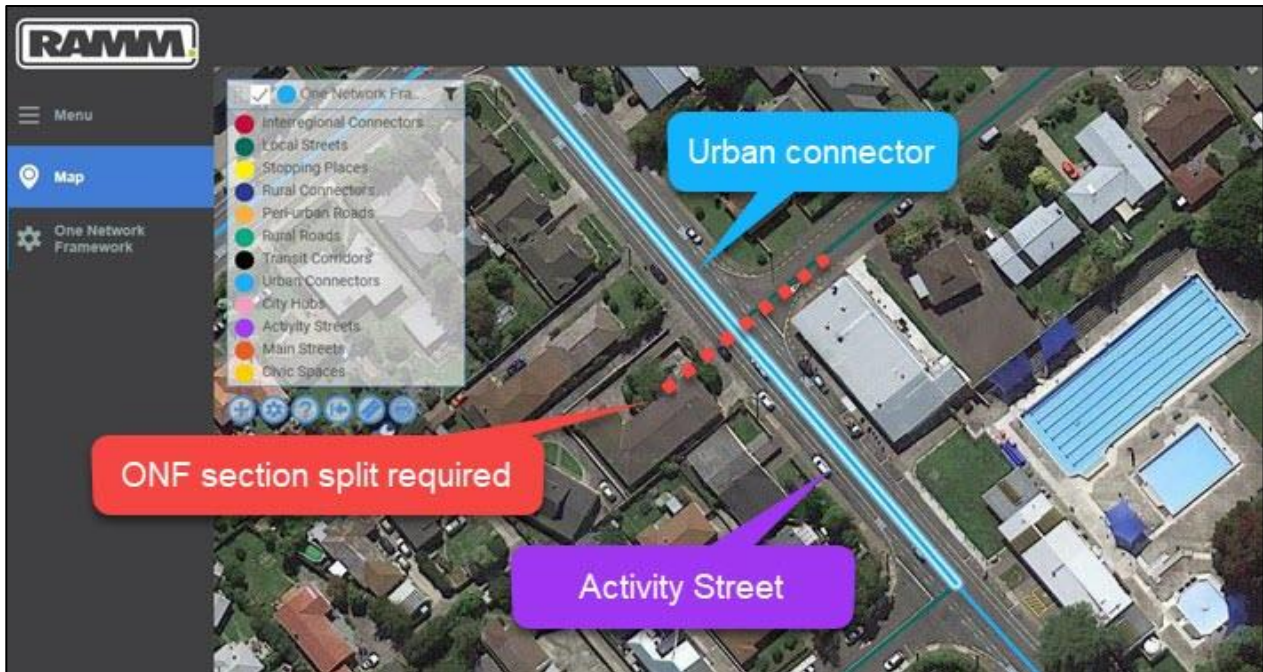 RAMM
Menu
Map
One Network
Framework
One Network Fra...
Interregional Connectors
Local Streets
Stopping Places
Rural Connectors
Peri-urban Roads
Rural Roads
Transit Corridors
Urban Connectors
City Hubs
Activity Streets
Main Streets
Civic Spaces
Urban connector
ONF section split required
Activity Street